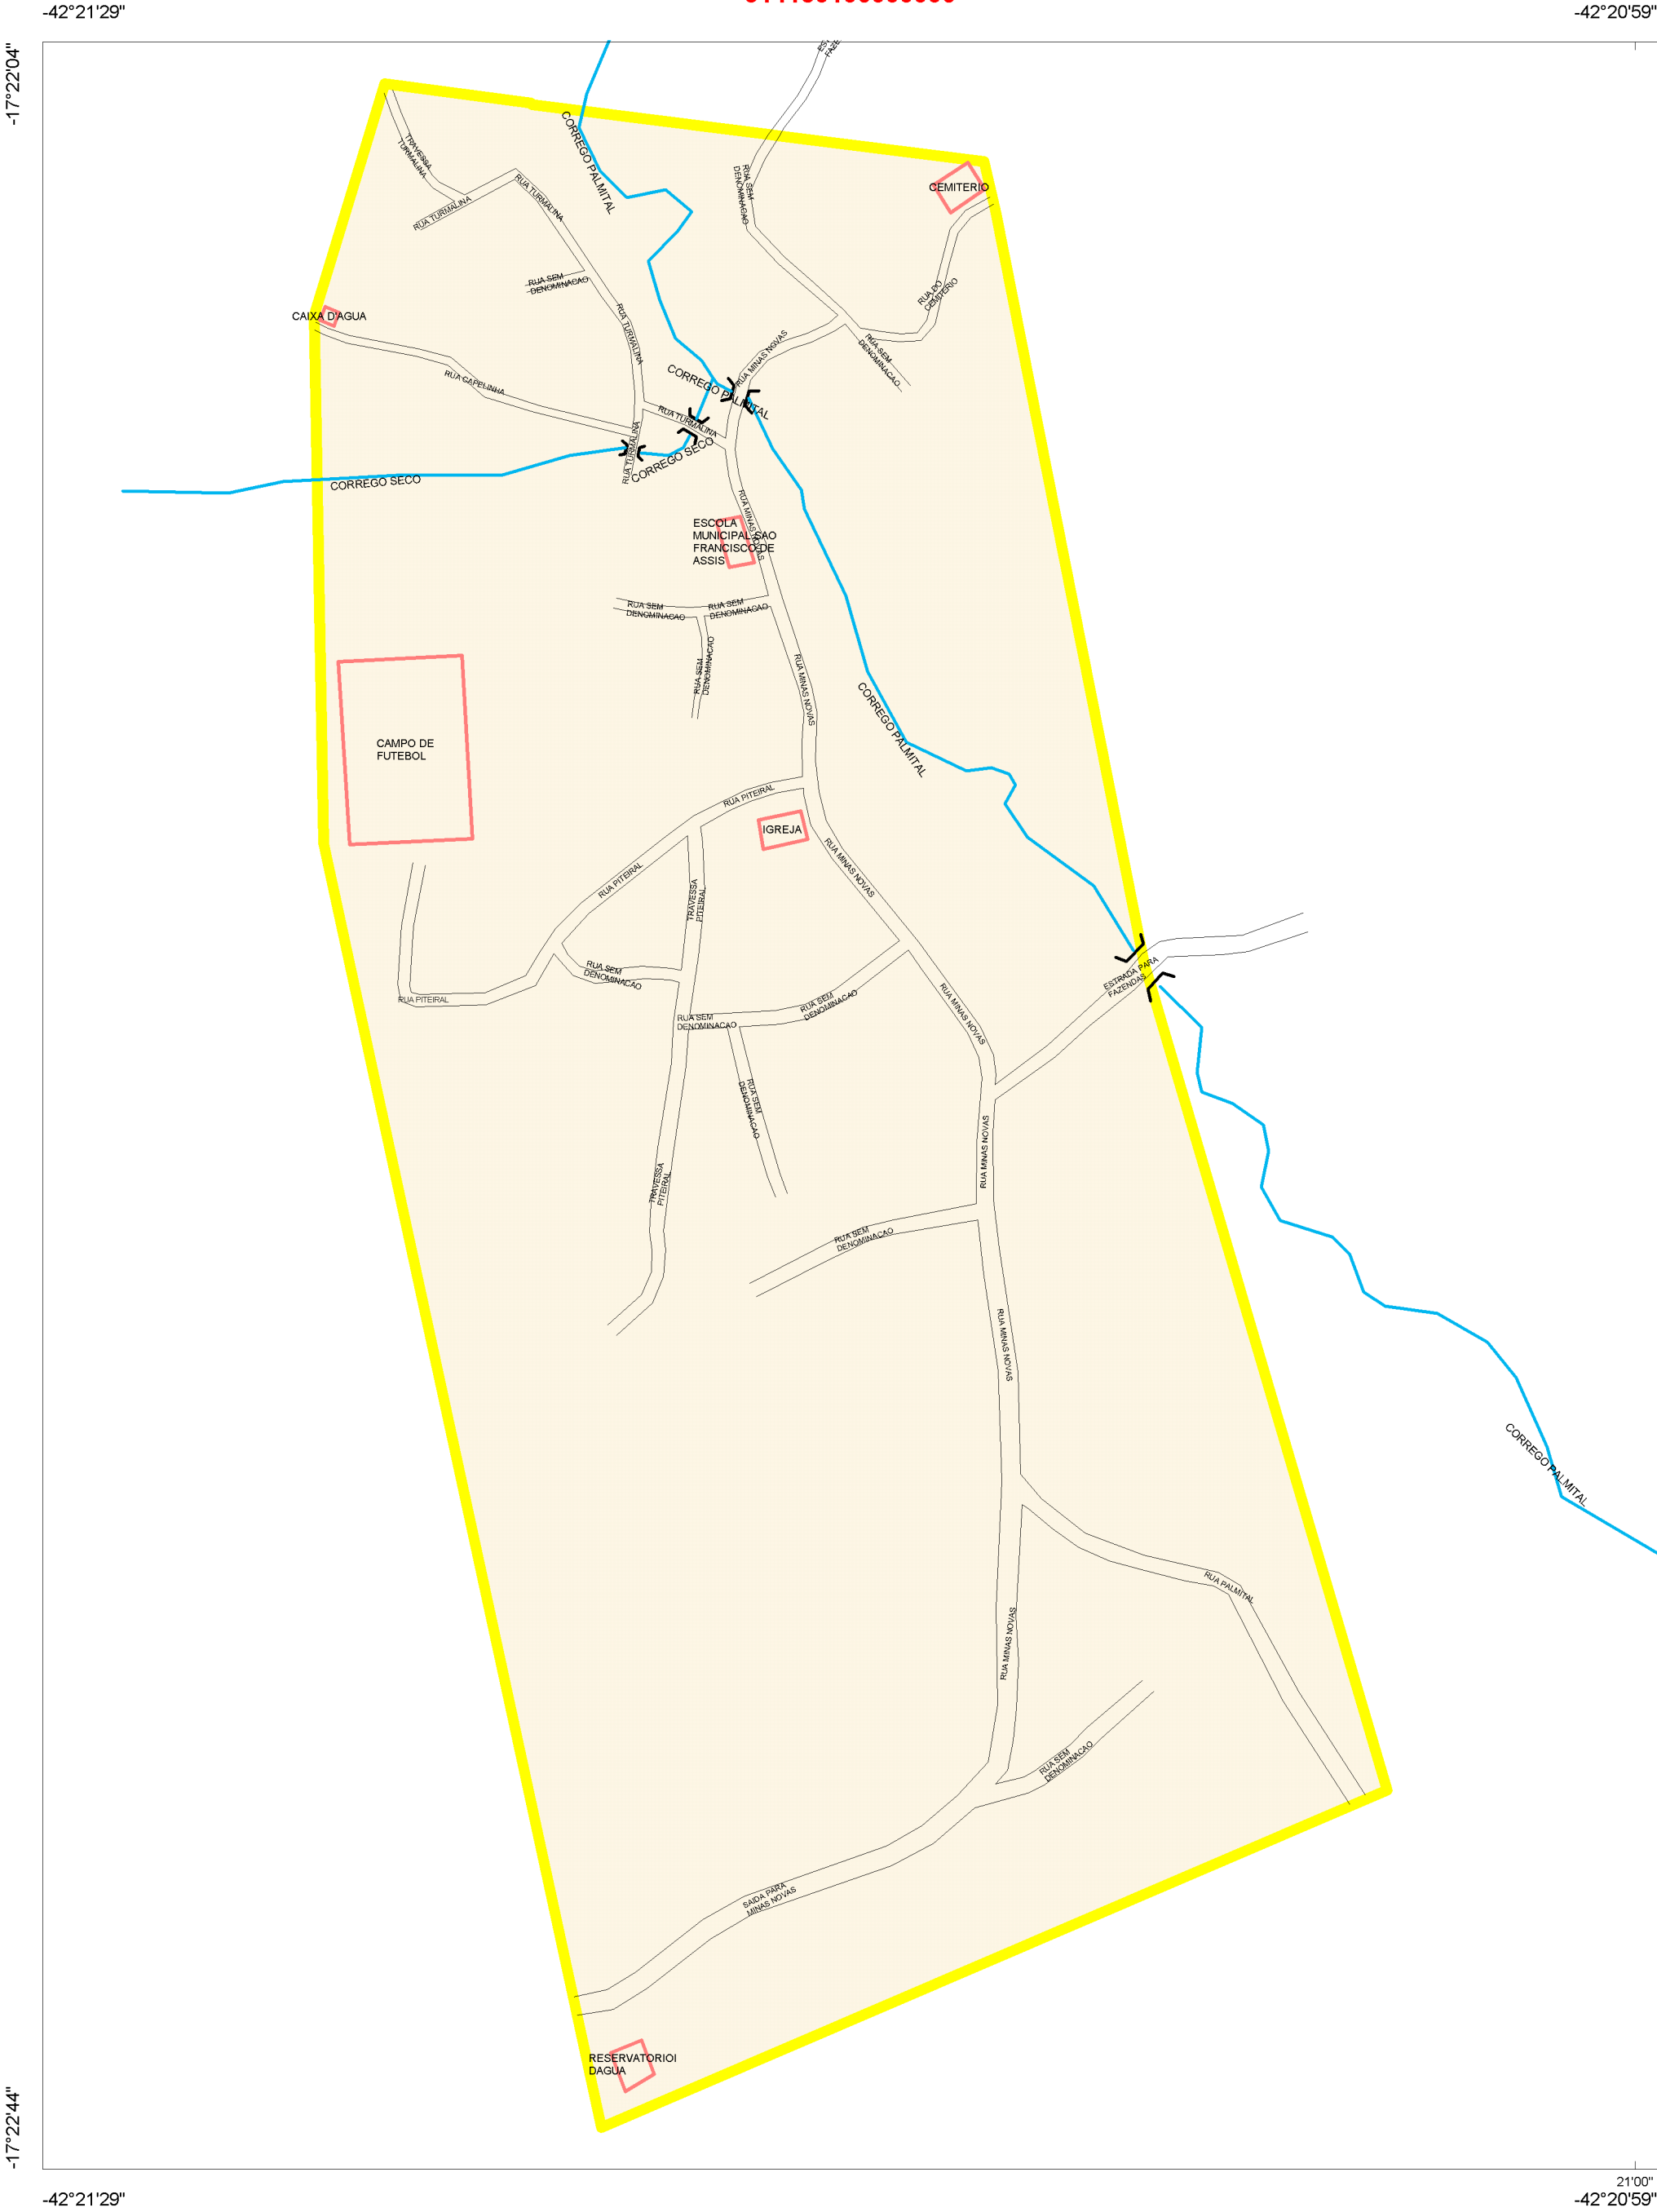 -42°21'29"
-42°20'59"
-17°22'04"
CORREGO PALMITAL
TRAVESSA
TURMALINA
RUA TURMALINA
RUA TURMALINA
RUA SEM
DENOMINACAO
CEMITERIO
RUA SEM
DENOMINACAO
RUA DO
CEMITERIO
CAIXA D'AGUA
RUA TURMALINA
RUA MINAS NOVAS
RUA SEM
DENOMINACAO
RUA CAPELINHA
CORREGO PALMITAL
RUA TURMALINA
RUA TURMALINA
CORREGO SECO
CORREGO SECO
RUA MINAS NOVAS
ESCOLA
MUNICIPAL SAO
FRANCISCO DE
ASSIS
RUA SEM
DENOMINACAO
RUA SEM
DENOMINACAO
RUA SEM
DENOMINACAO
RUA MINAS NOVAS
CORREGO PALMITAL
CAMPO DE
FUTEBOL
RUA PITEIRAL
IGREJA
RUA MINAS NOVAS
RUA PITEIRAL
TRAVESSA
PITEIRAL
RUA SEM
DENOMINACAO
RUA PITEIRAL
ESTRADA PARA
FAZENDAS
RUA SEM
DENOMINACAO
RUA SEM
DENOMINACAO
RUA MINAS NOVAS
RUA SEM
DENOMINACAO
RUA MINAS NOVAS
TRAVESSA
PITEIRAL
RUA SEM
DENOMINACAO
RUA MINAS NOVAS
CORREGO PALMITAL
RUA PALMITAL
RUA MINAS NOVAS
RUA SEM
DENOMINACAO
SAIDA PARA
MINAS NOVAS
RESERVATORIOI
DAGUA
-17°22'44"
21'00"
-42°21'29"
-42°20'59"